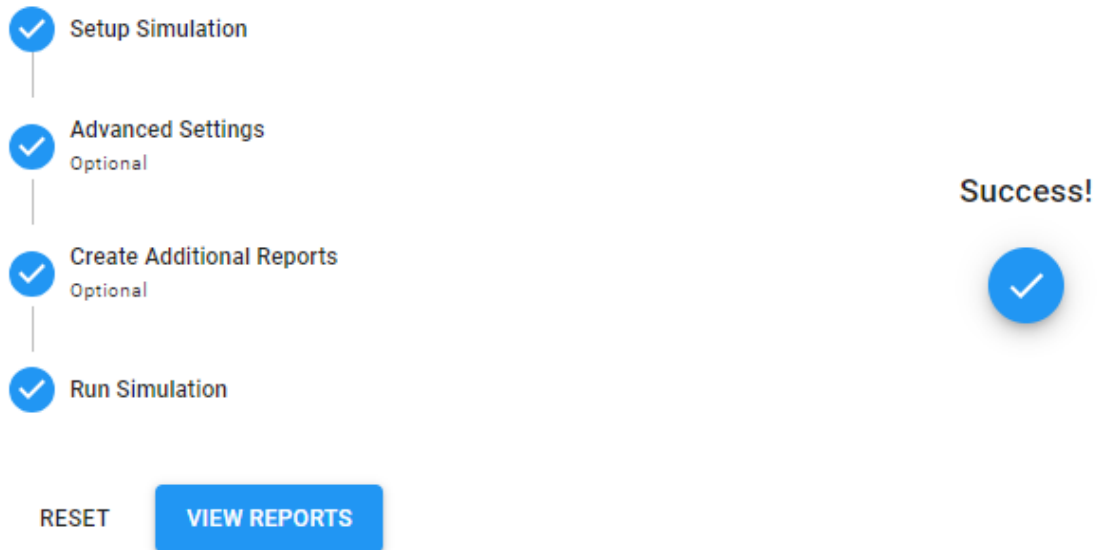 Setup Simulation
Advanced Settings
Optional
Create Additional Reports
Optional
Run Simulation
Success!
RESET
VIEW REPORTS